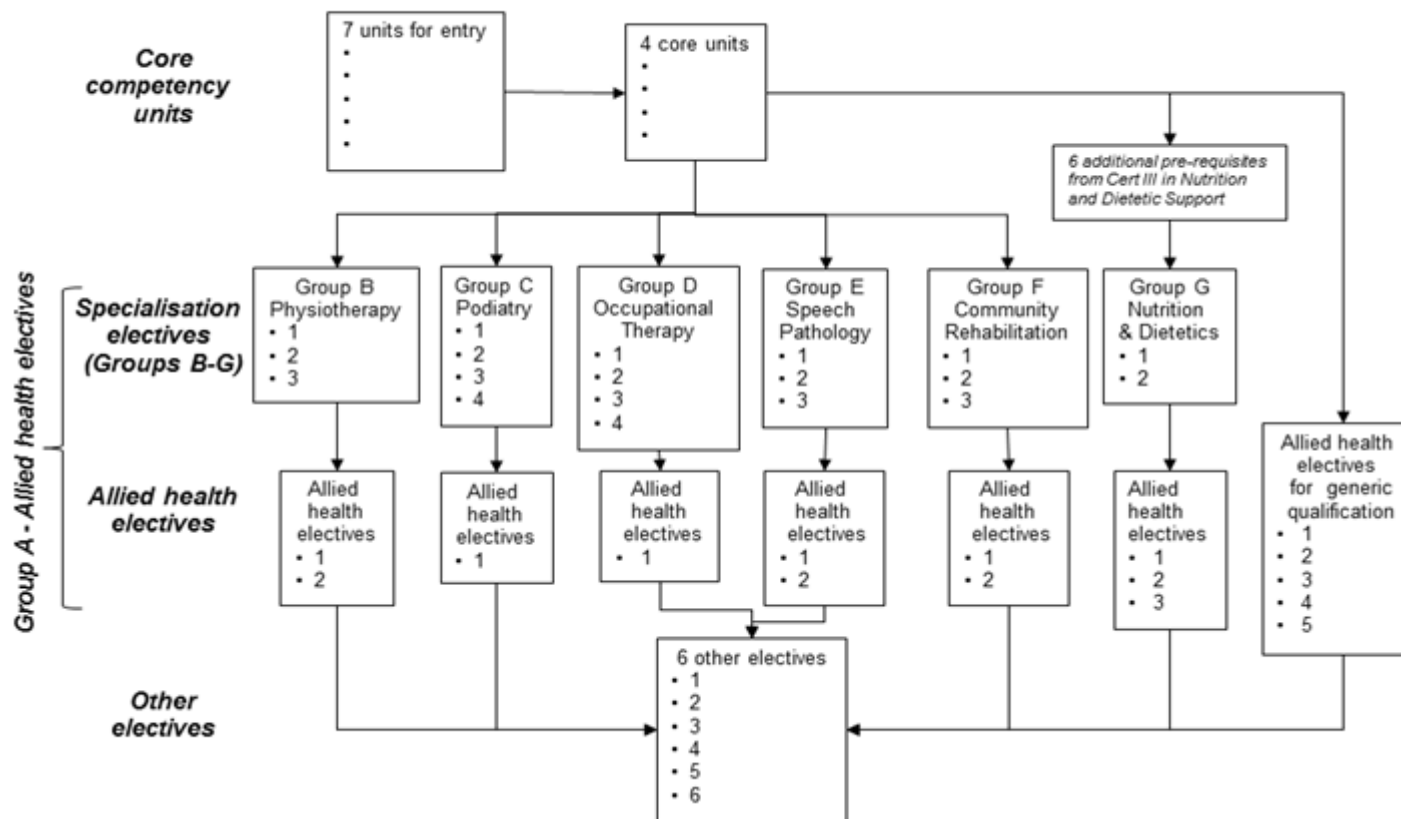 Core
competency
units
7 units for entry
•
•
•
•
•
4 core units
•
•
•
•
6 additional pre-requisites
from Cert III in Nutrition
and Dietetic Support
Group A - Allied health electives
Specialisation
electives
(Groups B-G)
Group B
Physiotherapy
• 1
• 2
• 3
Group C
Podiatry
• 1
• 2
• 3
• 4
Group D
Occupational
Therapy
• 1
• 2
• 3
• 4
Group E
Speech
Pathology
• 1
• 2
• 3
Group F
Community
Rehabilitation
• 1
• 2
• 3
Group G
Nutrition
& Dietetics
• 1
• 2
Allied health
electives
Allied
health
electives
• 1
• 2
Allied
health
electives
• 1
Allied
health
electives
• 1
Allied
health
electives
• 1
• 2
Allied
health
electives
• 1
• 2
Allied
health
electives
• 1
• 2
• 3
Allied health
electives
for generic
qualification
• 1
• 2
• 3
• 4
• 5
Other
electives
6 other electives
• 1
• 2
• 3
• 4
• 5
• 6